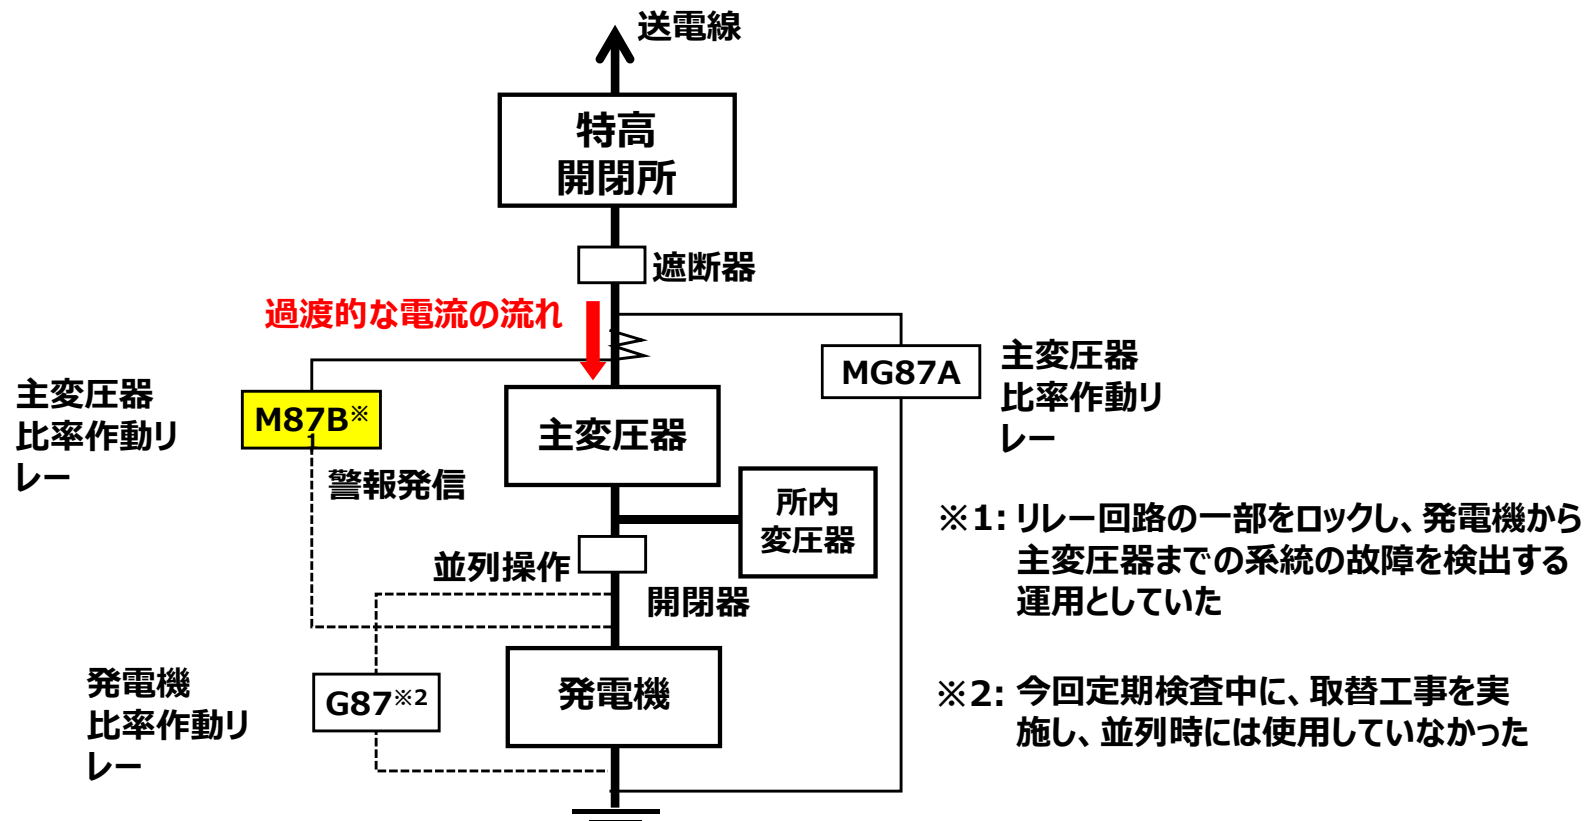 送電線
特高
開閉所
遮断器
過渡的な電流の流れ
MG87A
主変圧器
比率作動リ
レー
主変圧器
比率作動リ
レー
M87B※
1
主変圧器
警報発信
所内
変圧器
※1: リレー回路の一部をロックし、発電機から
主変圧器までの系統の故障を検出する
運用としていた
並列操作
開閉器
発電機
比率作動リ
レー
G87※2
発電機
※2: 今回定期検査中に、取替工事を実
施し、並列時には使用していなかった